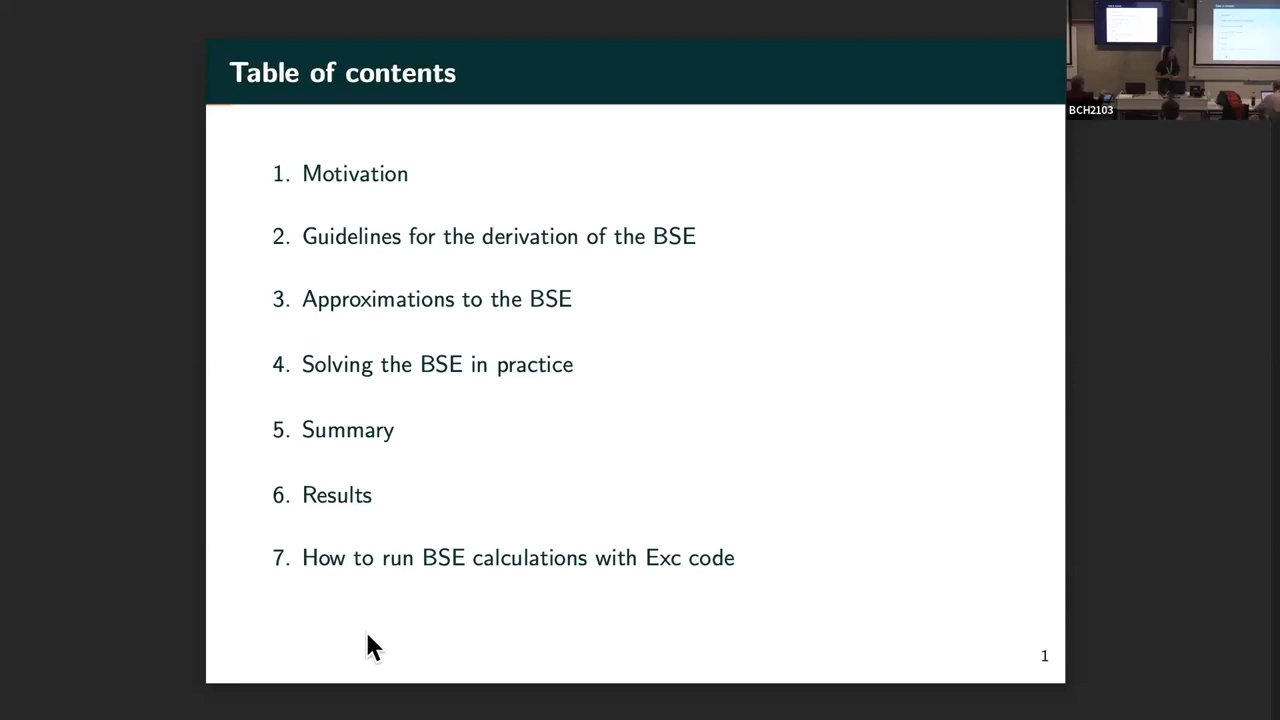 Table of contents
1. Motivation
2. Guidelines for the derivation of the BSE
3. Approximations to the BSE
4. Solving the BSE in practice
5. Summary
6. Results
7. How to run BSE calculations with Exc code
1
BCH2103